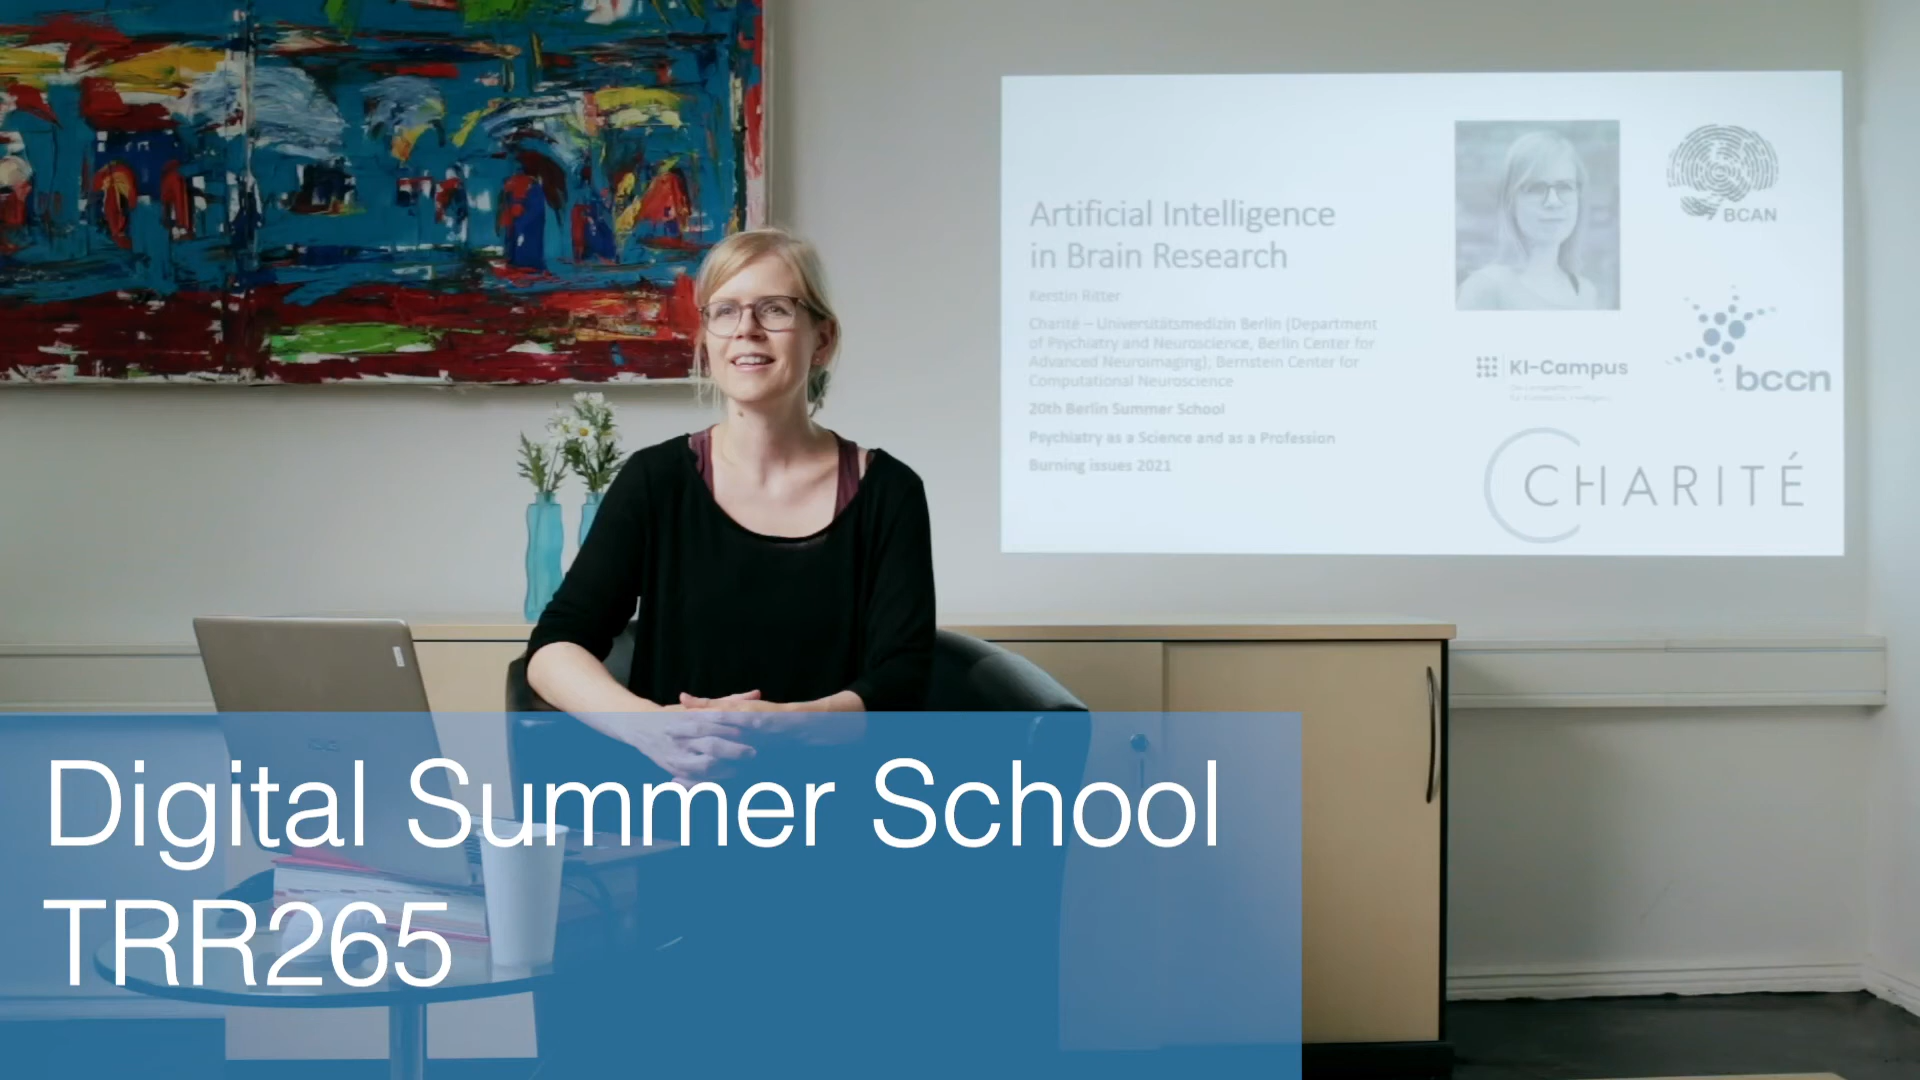 Artificial Intelligence
in Brain Research
Kerstin Ritter
Charité – Universitätsmedizin Berlin (Department
of Psychiatry and Neuroscience, Berlin Center for
Advanced Neuroimaging), Bernstein Center for
Computational Neuroscience
20th Berlin Summer School
Psychiatry as a Science and as a Profession
Burning issues 2021
BCAN
KI-Campus
bccn
CHARITÉ
Digital Summer School
TRR265